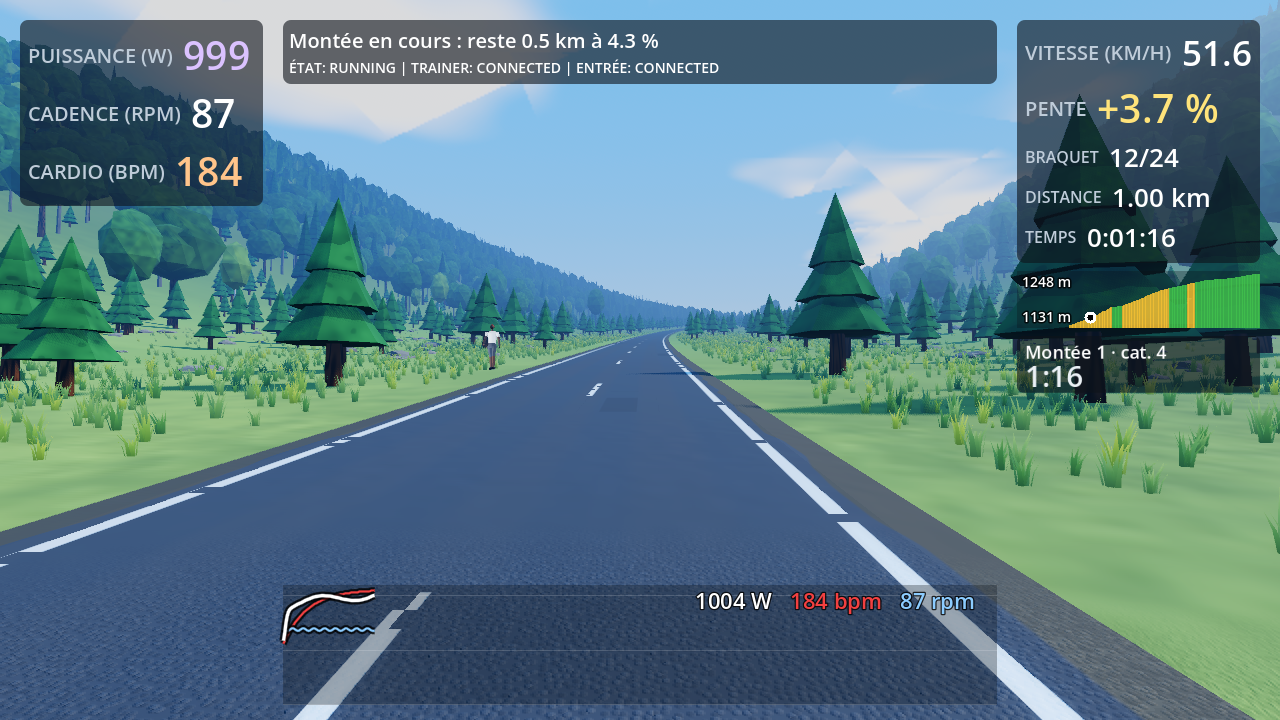 PUISSANCE (W) 999
CADENCE (RPM) 87
CARDIO (BPM) 184
Montée en cours : reste 0.5 km à 4.3 %
ÉTAT: RUNNING | TRAINER: CONNECTED | ENTRÉE: CONNECTED
VITESSE (KM/H) 51.6
PENTE +3.7 %
BRAQUET 12/24
DISTANCE 1.00 km
TEMPS 0:01:16
1248 m
1131 m
Montée 1 · cat. 4
1:16
1004 W 184 bpm 87 rpm